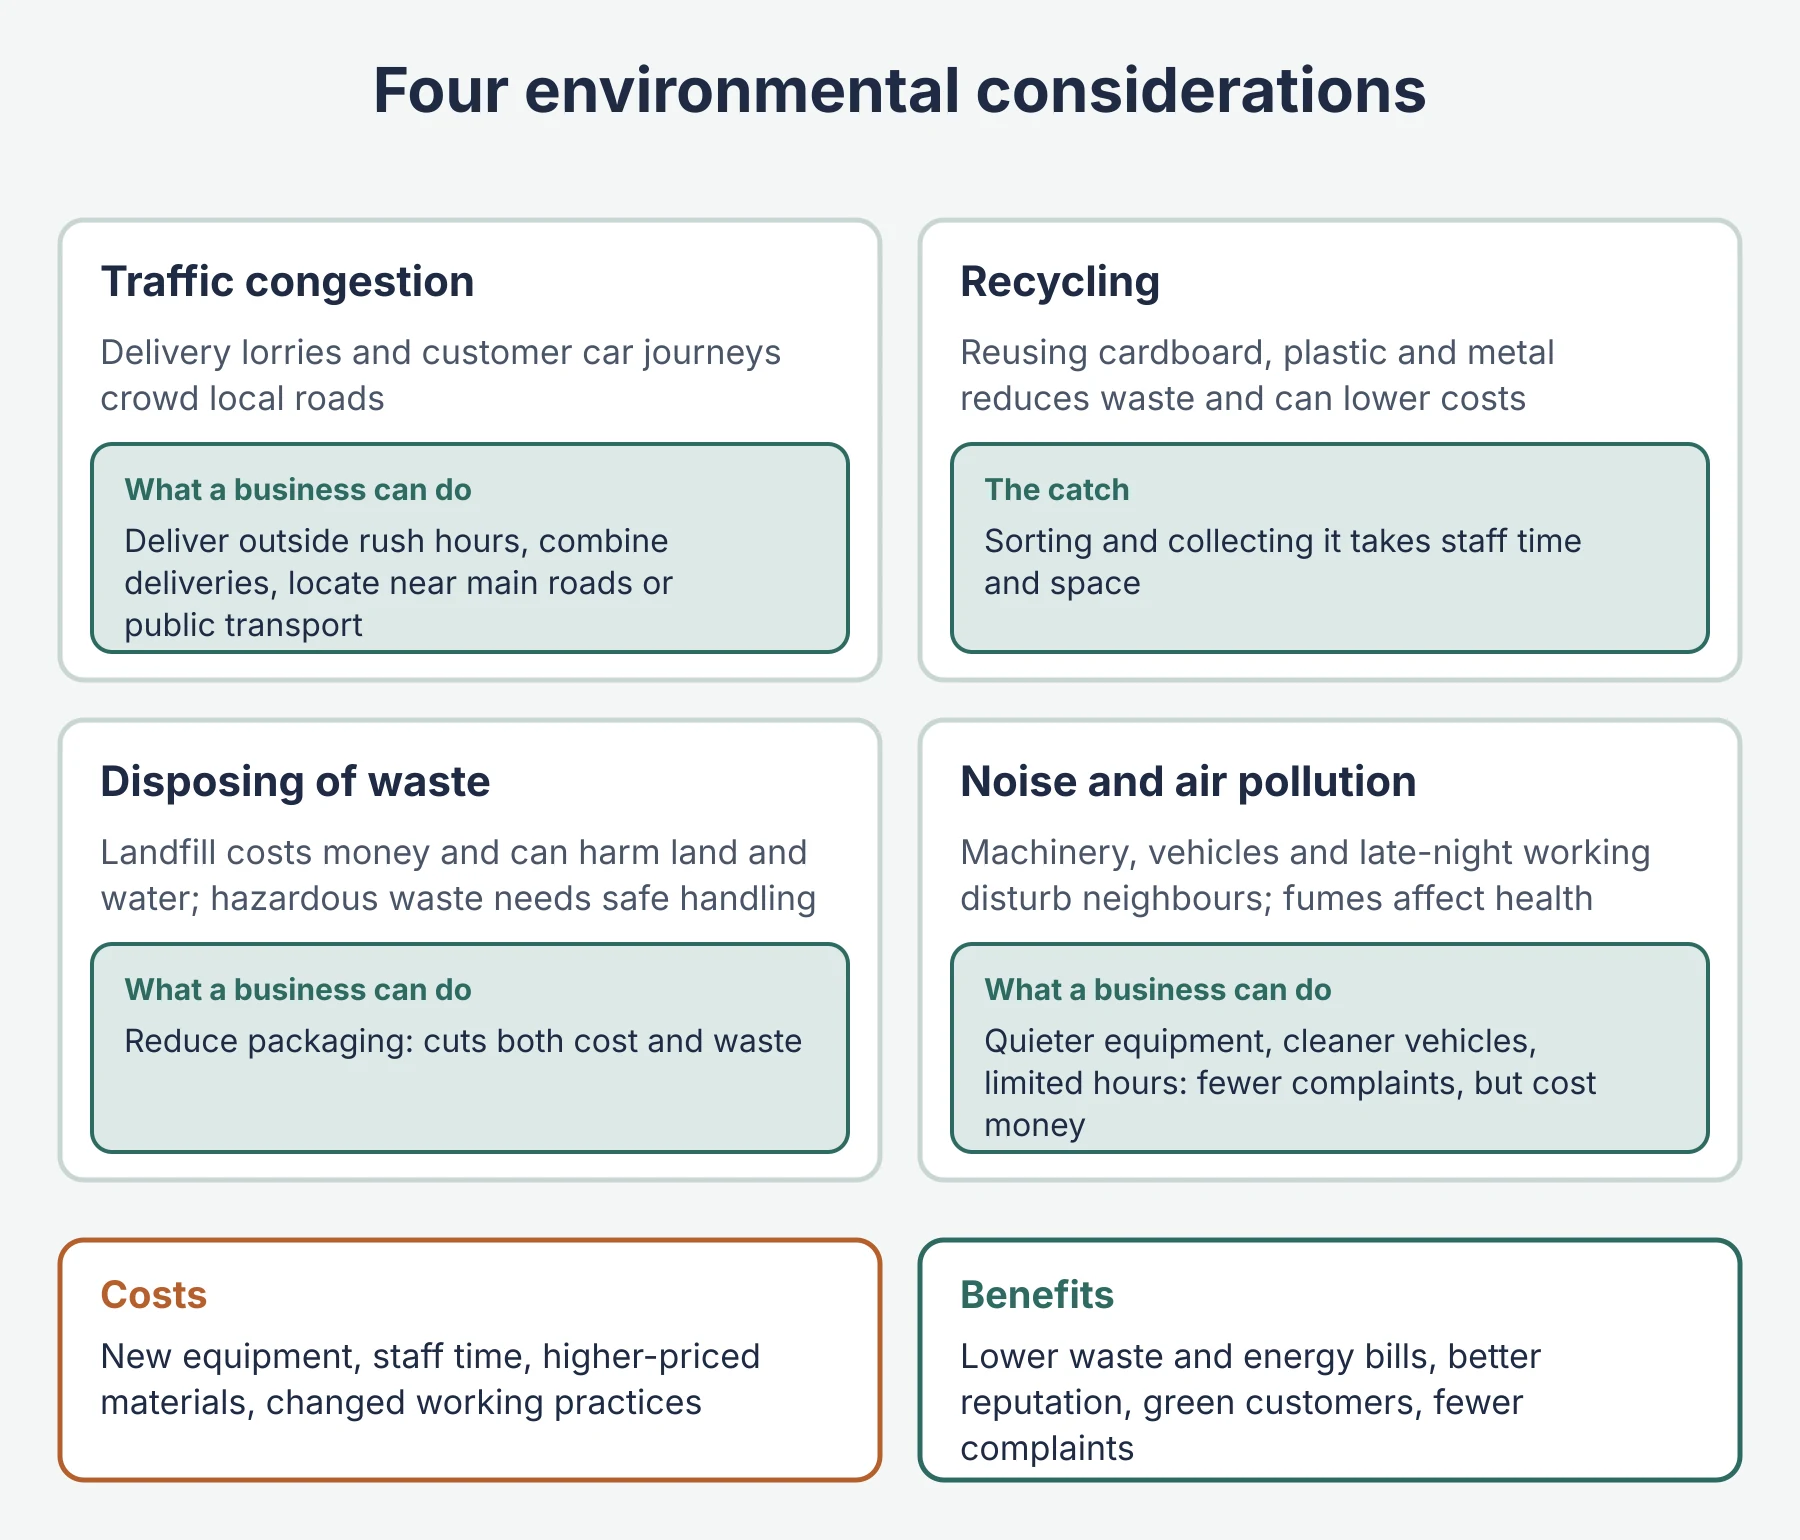 Four environmental considerations
Traffic congestion
Delivery lorries and customer car journeys
crowd local roads
What a business can do
Deliver outside rush hours, combine
deliveries, locate near main roads or
public transport
Recycling
Reusing cardboard, plastic and metal
reduces waste and can lower costs
The catch
Sorting and collecting it takes staff time
and space
Disposing of waste
Landfill costs money and can harm land and
water; hazardous waste needs safe handling
What a business can do
Reduce packaging: cuts both cost and waste
Noise and air pollution
Machinery, vehicles and late-night working
disturb neighbours; fumes affect health
What a business can do
Quieter equipment, cleaner vehicles,
limited hours: fewer complaints, but cost
money
Costs
New equipment, staff time, higher-priced
materials, changed working practices
Benefits
Lower waste and energy bills, better
reputation, green customers, fewer
complaints